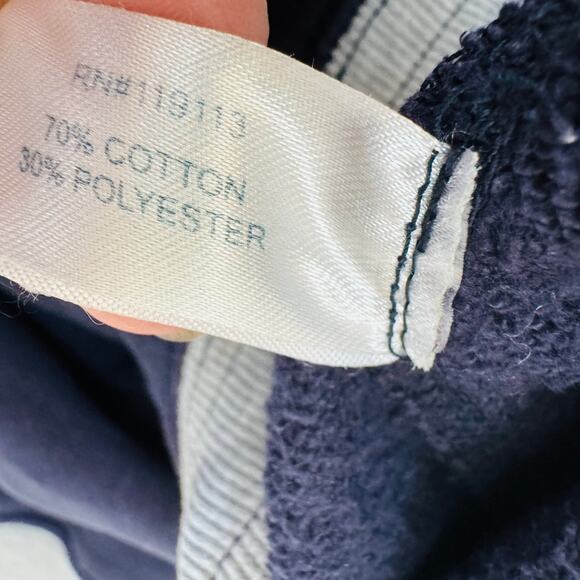 RN#119113
70% COTTON
30% POLYESTER